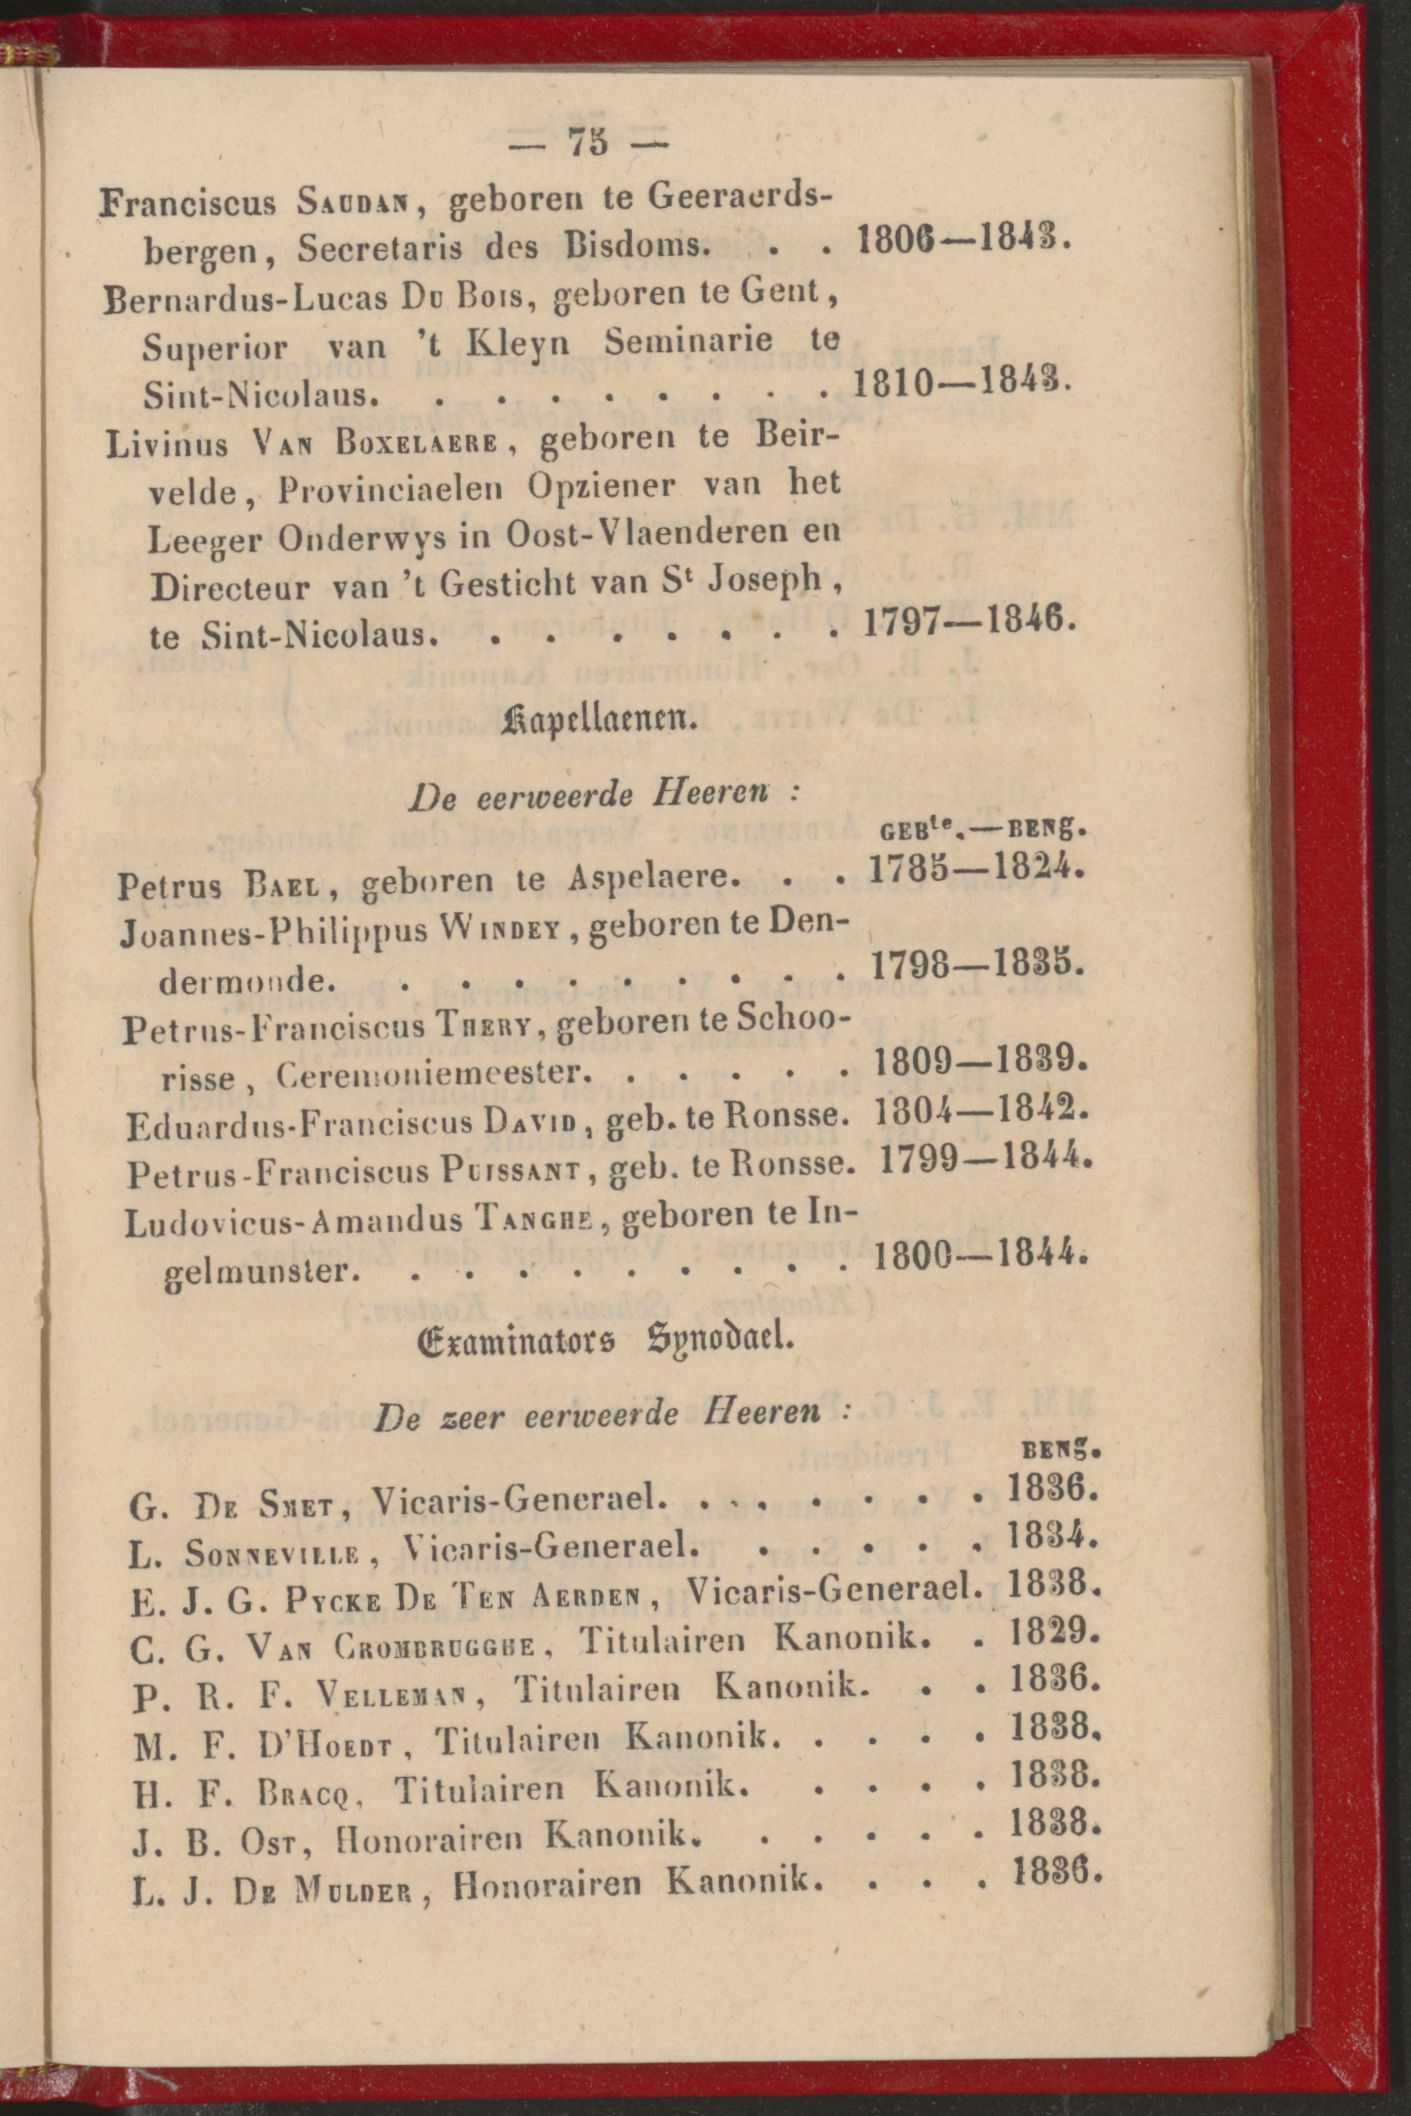 — 75 —
Franciscus Saudan, geboren te Geeraerds-
bergen, Secretaris des Bisdoms. . . 1806—1843.
Bernardus-Lucas Du Bois, geboren te Gent,
Superior van 't Kleyn Seminarie te
Sint-Nicolaus. . . . . . . . . 1810—1843.
Livinus Van Boxelaere, geboren te Beir-
velde, Provinciaelen Opziener van het
Leeger Onderwys in Oost-Vlaenderen en
Directeur van 't Gesticht van St Joseph,
te Sint-Nicolaus. . . . . . . . 1797—1846.
Kapellaenen.
De eerweerde Heeren :
GEBte.—BENg.
Petrus Bael, geboren te Aspelaere. . . 1785—1824.
Joannes-Philippus Windey, geboren te Den-
dermonde. . . . . . . . . . 1798—1835.
Petrus-Franciscus Thery, geboren te Schoo-
risse, Ceremoniemeester. . . . . . 1809—1839.
Eduardus-Franciscus David, geb. te Ronsse. 1804—1842.
Petrus-Franciscus Puissant, geb. te Ronsse. 1799—1844.
Ludovicus-Amandus Tanghe, geboren te In-
gelmunster. . . . . . . . . . 1800—1844.
Examinators Synodael.
De zeer eerweerde Heeren :
BENg.
G. De Smet, Vicaris-Generael. . . . . . . . 1836.
L. Sonneville, Vicaris-Generael. . . . . . 1834.
E. J. G. Pycke De Ten Aerden, Vicaris-Generael. 1838.
C. G. Van Crombrugghe, Titulairen Kanonik. . 1829.
P. R. F. Velleman, Titulairen Kanonik. . . 1836.
M. F. D'Hoedt, Titulairen Kanonik. . . . . 1838.
H. F. Bracq, Titulairen Kanonik. . . . . 1838.
J. B. Ost, Honorairen Kanonik. . . . . . 1838.
L. J. De Mulder, Honorairen Kanonik. . . . 1836.